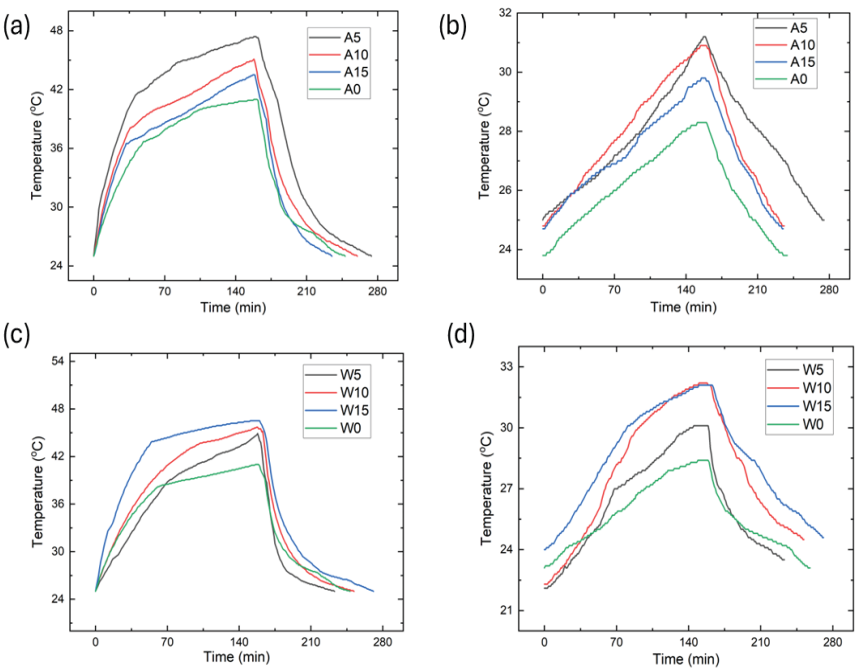 (a)
48
42
36
30
24
0
70
140
210
280
Temperature (°C)
Time (min)
A5
A10
A15
A0
(b)
32
30
28
26
24
0
70
140
210
280
Temperature (°C)
Time (min)
A5
A10
A15
A0
(c)
54
48
42
36
30
24
0
70
140
210
280
Temperature (°C)
Time (min)
W5
W10
W15
W0
(d)
33
30
27
24
21
0
70
140
210
280
Temperature (°C)
Time (min)
W5
W10
W15
W0